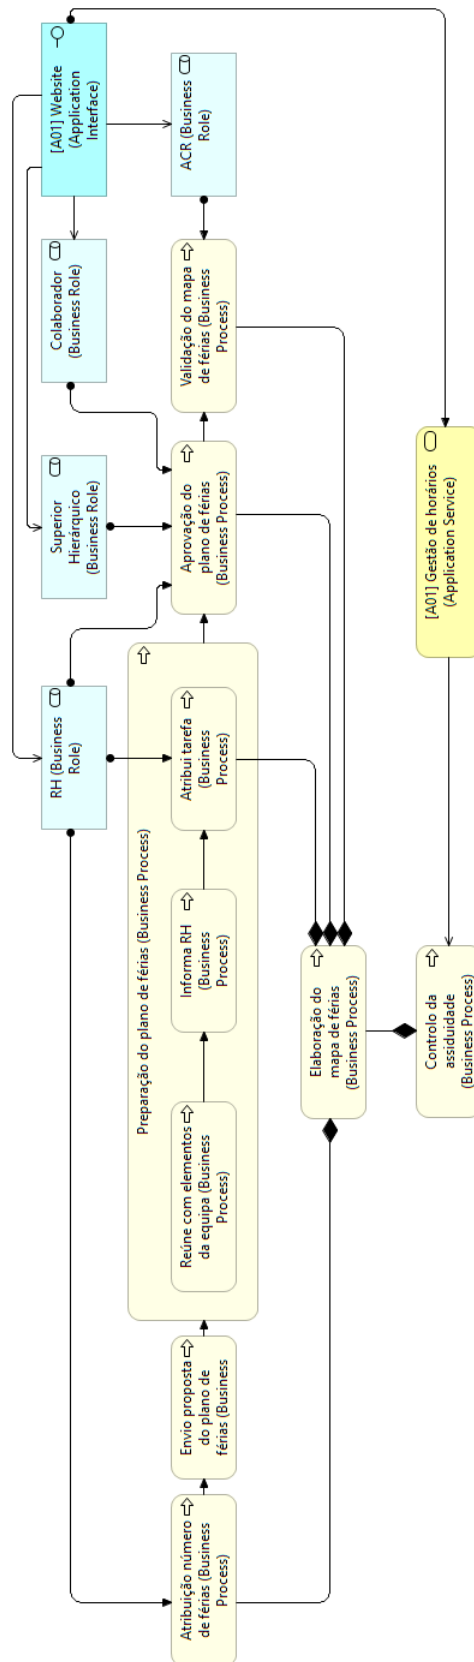 [A01] Website
(Application
Interface)
ACR (Business
Role)
Colaborador
(Business Role)
Validação do mapa
de férias (Business
Process)
Superior
Hierárquico
(Business Role)
Aprovação do
plano de férias
(Business Process)
[A01] Gestão de horários
(Application Service)
RH (Business
Role)
Preparação do plano de férias (Business Process)
Atribui tarefa
(Business
Process)
Informa RH
(Business
Process)
Reúne com elementos
da equipa (Business
Process)
Elaboração do
mapa de férias
(Business Process)
Controlo da
assiduidade
(Business Process)
Envio proposta
do plano de
férias (Business
Atribuição número
de férias (Business
Process)